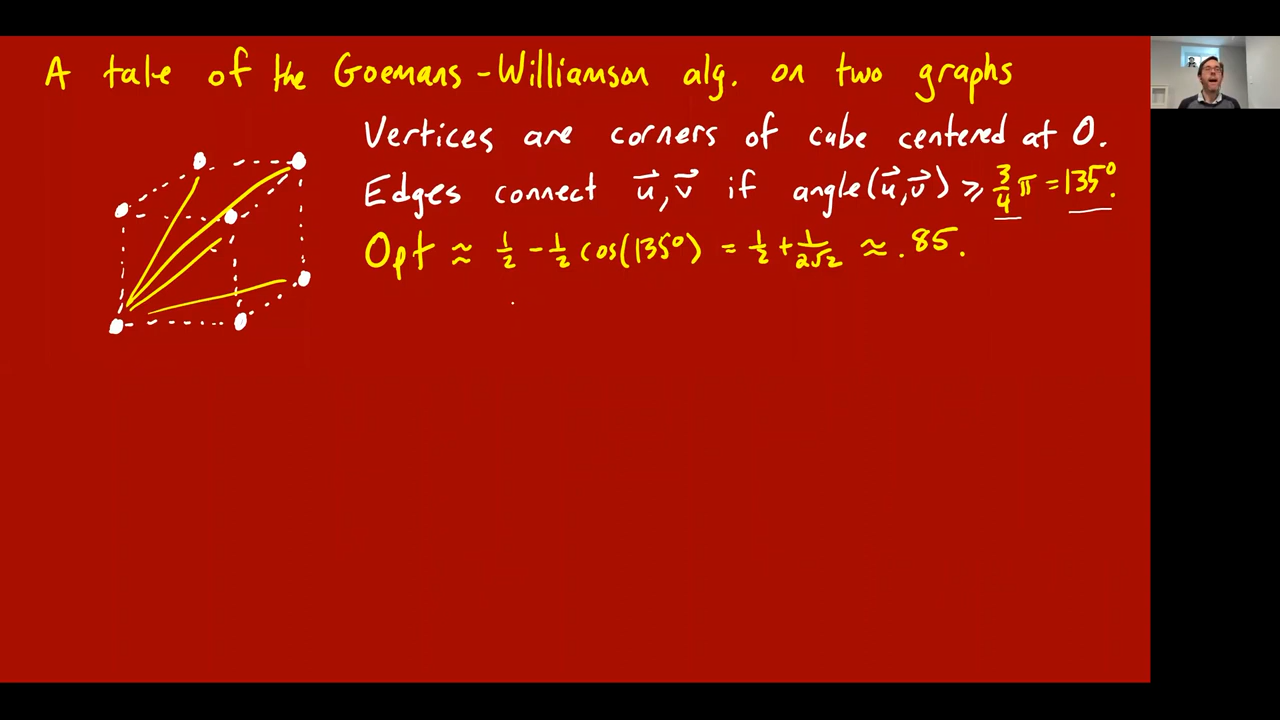 A tale of the Goemans-Williamson alg. on two graphs
Vertices are corners of cube centered at 0.
Edges connect u⃗, v⃗ if angle(u⃗, v⃗) ≥ 3/4 π = 135°.
Opt ≈ 1/2 - 1/2 cos(135°) = 1/2 + 1/(2√2) ≈ .85.